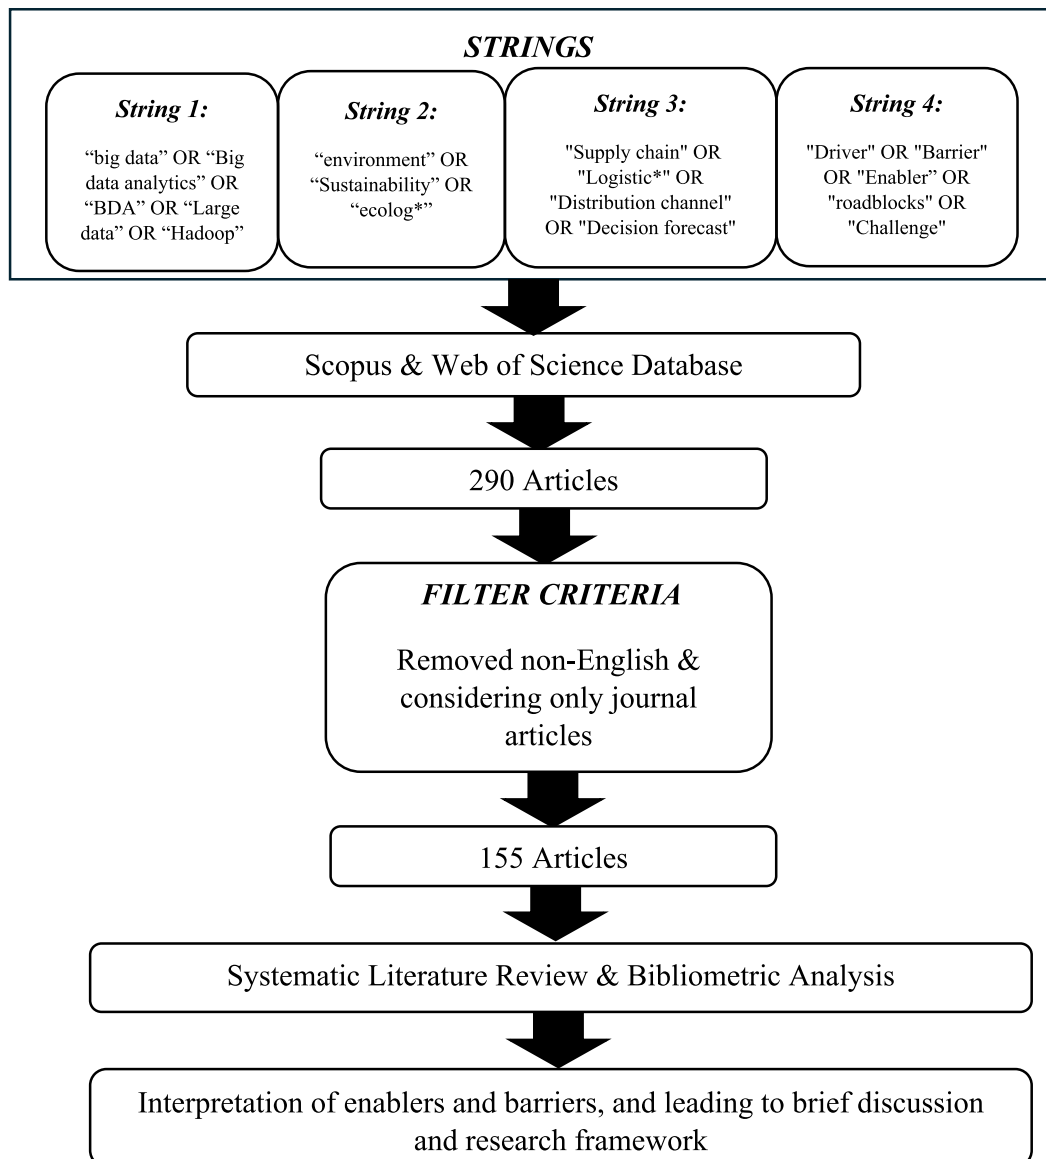 STRINGS
String 1:
“big data” OR “Big
data analytics” OR
“BDA” OR “Large
data” OR “Hadoop”
String 2:
“environment” OR
“Sustainability” OR
“ecolog*”
String 3:
"Supply chain" OR
"Logistic*" OR
"Distribution channel"
OR "Decision forecast"
String 4:
"Driver" OR "Barrier"
OR "Enabler” OR
"roadblocks" OR
"Challenge"
Scopus & Web of Science Database
290 Articles
FILTER CRITERIA
Removed non-English &
considering only journal
articles
155 Articles
Systematic Literature Review & Bibliometric Analysis
Interpretation of enablers and barriers, and leading to brief discussion
and research framework